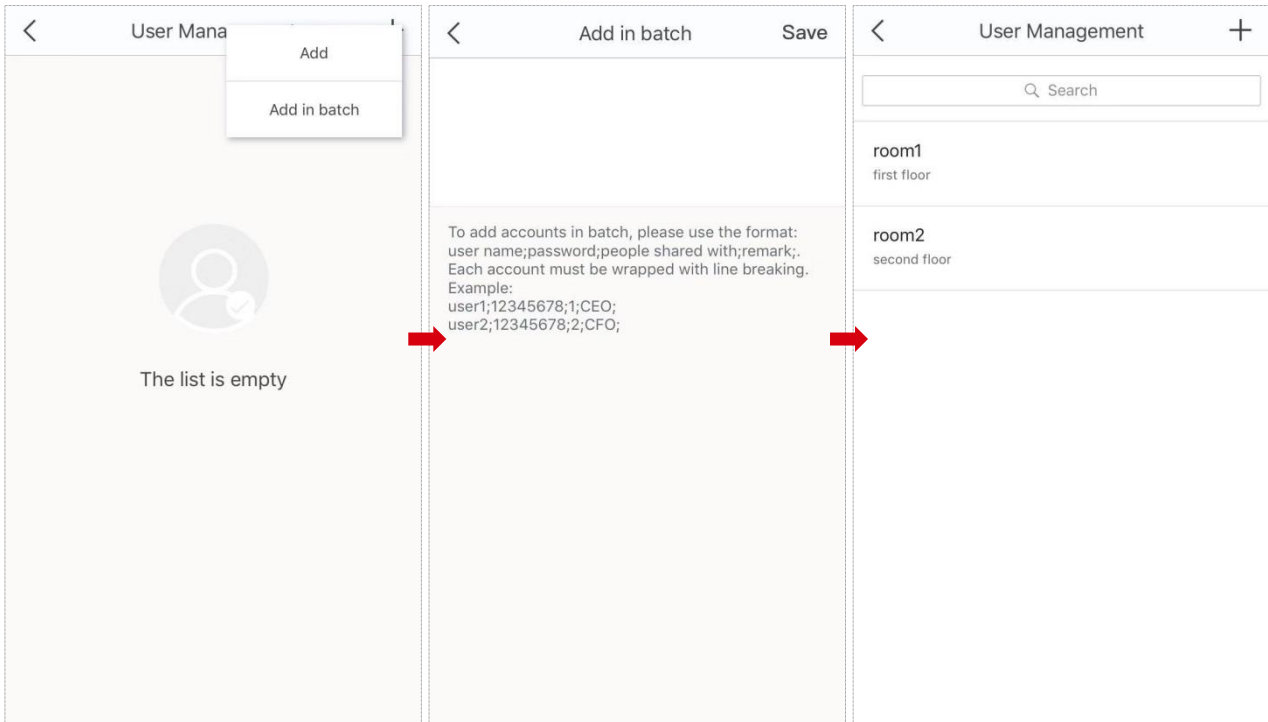 User Mana
Add
Add in batch
The list is empty
Add in batch
Save
To add accounts in batch, please use the format:
user name;password;people shared with;remark;.
Each account must be wrapped with line breaking.
Example:
user1;12345678;1;CEO;
user2;12345678;2;CFO;
User Management
Search
room1
first floor
room2
second floor